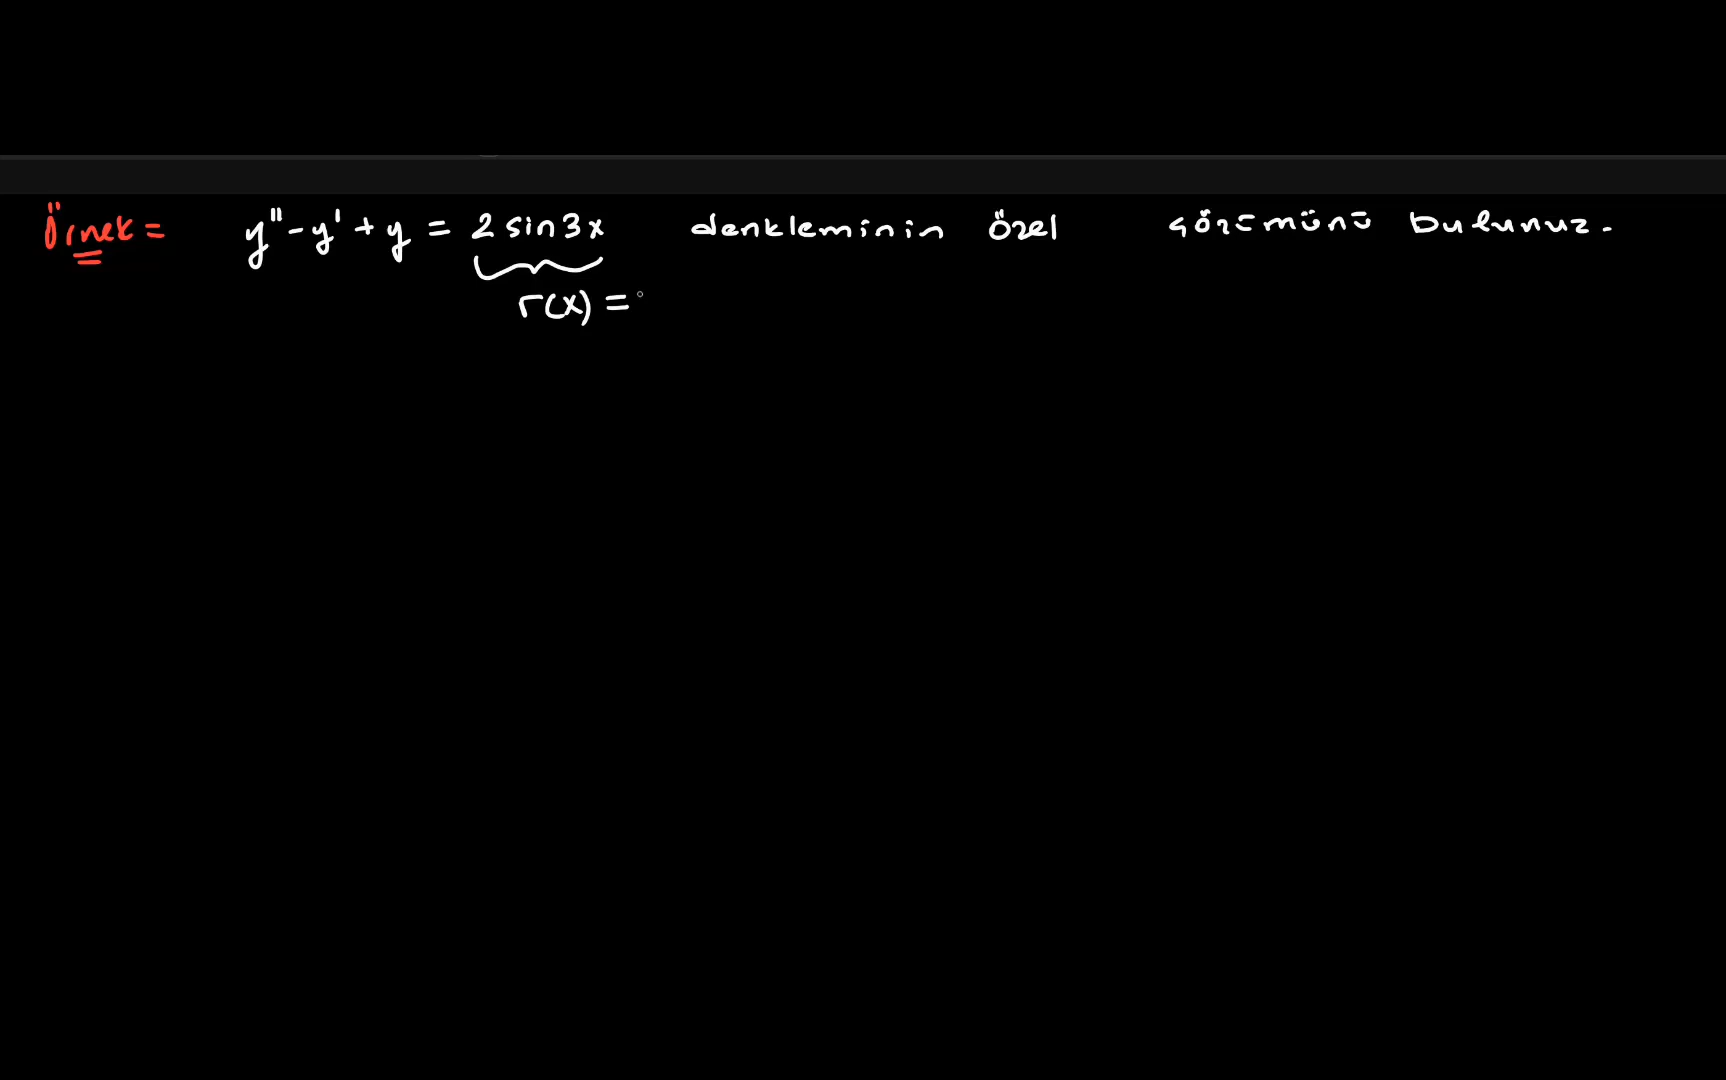 Örnek = y'' - y' + y = 2 sin3x denkleminin özel çözümünü bulunuz.
r(x) =